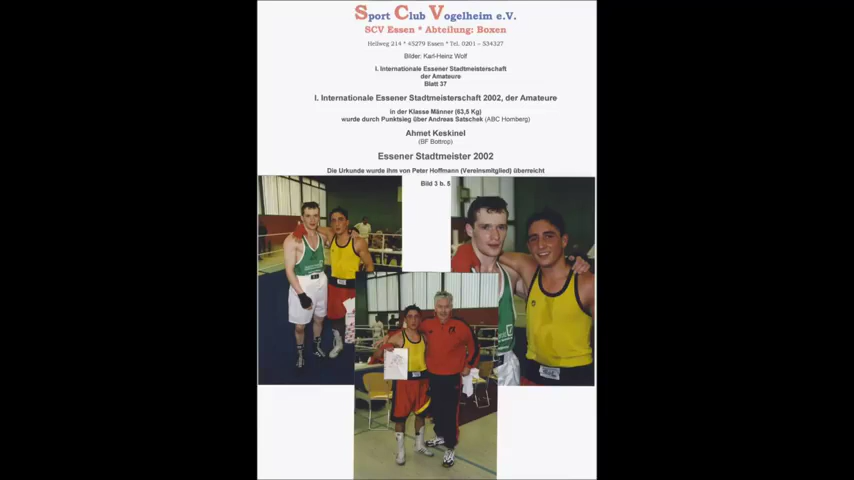 Sport Club Vogelheim e.V.
SCV Essen * Abteilung: Boxen
Hellweg 214 * 45279 Essen * Tel. 0201 – 534327
Bilder: Karl-Heinz Wolf
I. Internationale Essener Stadtmeisterschaft
der Amateure
Blatt 37
I. Internationale Essener Stadtmeisterschaft 2002, der Amateure
in der Klasse Männer (63,5 Kg)
wurde durch Punktsieg über Andreas Satschek (ABC Homberg)
Ahmet Keskinel
(BF Bottrop)
Essener Stadtmeister 2002
Die Urkunde wurde ihm von Peter Hoffmann (Vereinsmitglied) überreicht
Bild 3 b. 5